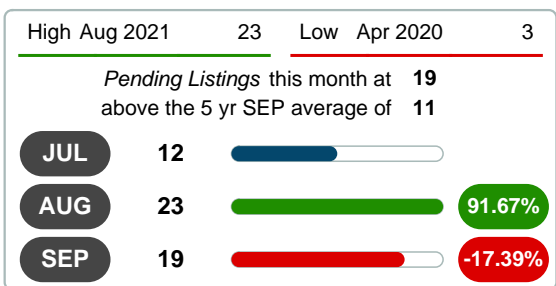 High Aug 2021 23 Low Apr 2020 3
Pending Listings this month at 19
above the 5 yr SEP average of 11
JUL 12
AUG 23 91.67%
SEP 19 -17.39%